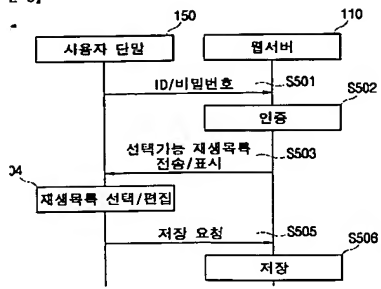 150
110
사용자 단말
웹서버
ID/비밀번호
S501
S502
인증
선택가능 재생목록
전송/표시
S503
04
재생목록 선택/편집
저장 요청
S505
S506
저장